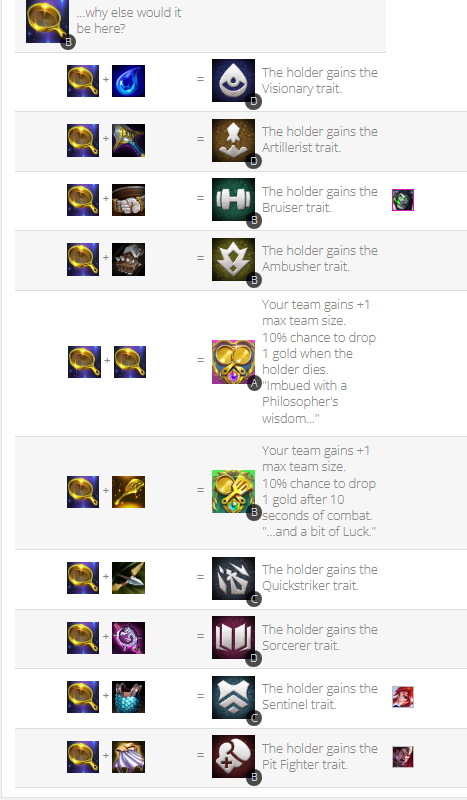 ...why else would it
be here?
B
+
=
The holder gains the
Visionary trait.
D
+
=
The holder gains the
Artillerist trait.
D
+
=
The holder gains the
Bruiser trait.
B
+
=
The holder gains the
Ambusher trait.
B
Your team gains +1
max team size.
10% chance to drop
+
=
1 gold when the
holder dies.
A
"Imbued with a
Philosopher's
wisdom..."
Your team gains +1
max team size.
10% chance to drop
+
=
1 gold after 10
seconds of combat.
B
"...and a bit of Luck."
+
=
The holder gains the
Quickstriker trait.
C
+
=
The holder gains the
Sorcerer trait.
D
+
=
The holder gains the
Sentinel trait.
C
+
=
The holder gains the
Pit Fighter trait.
B